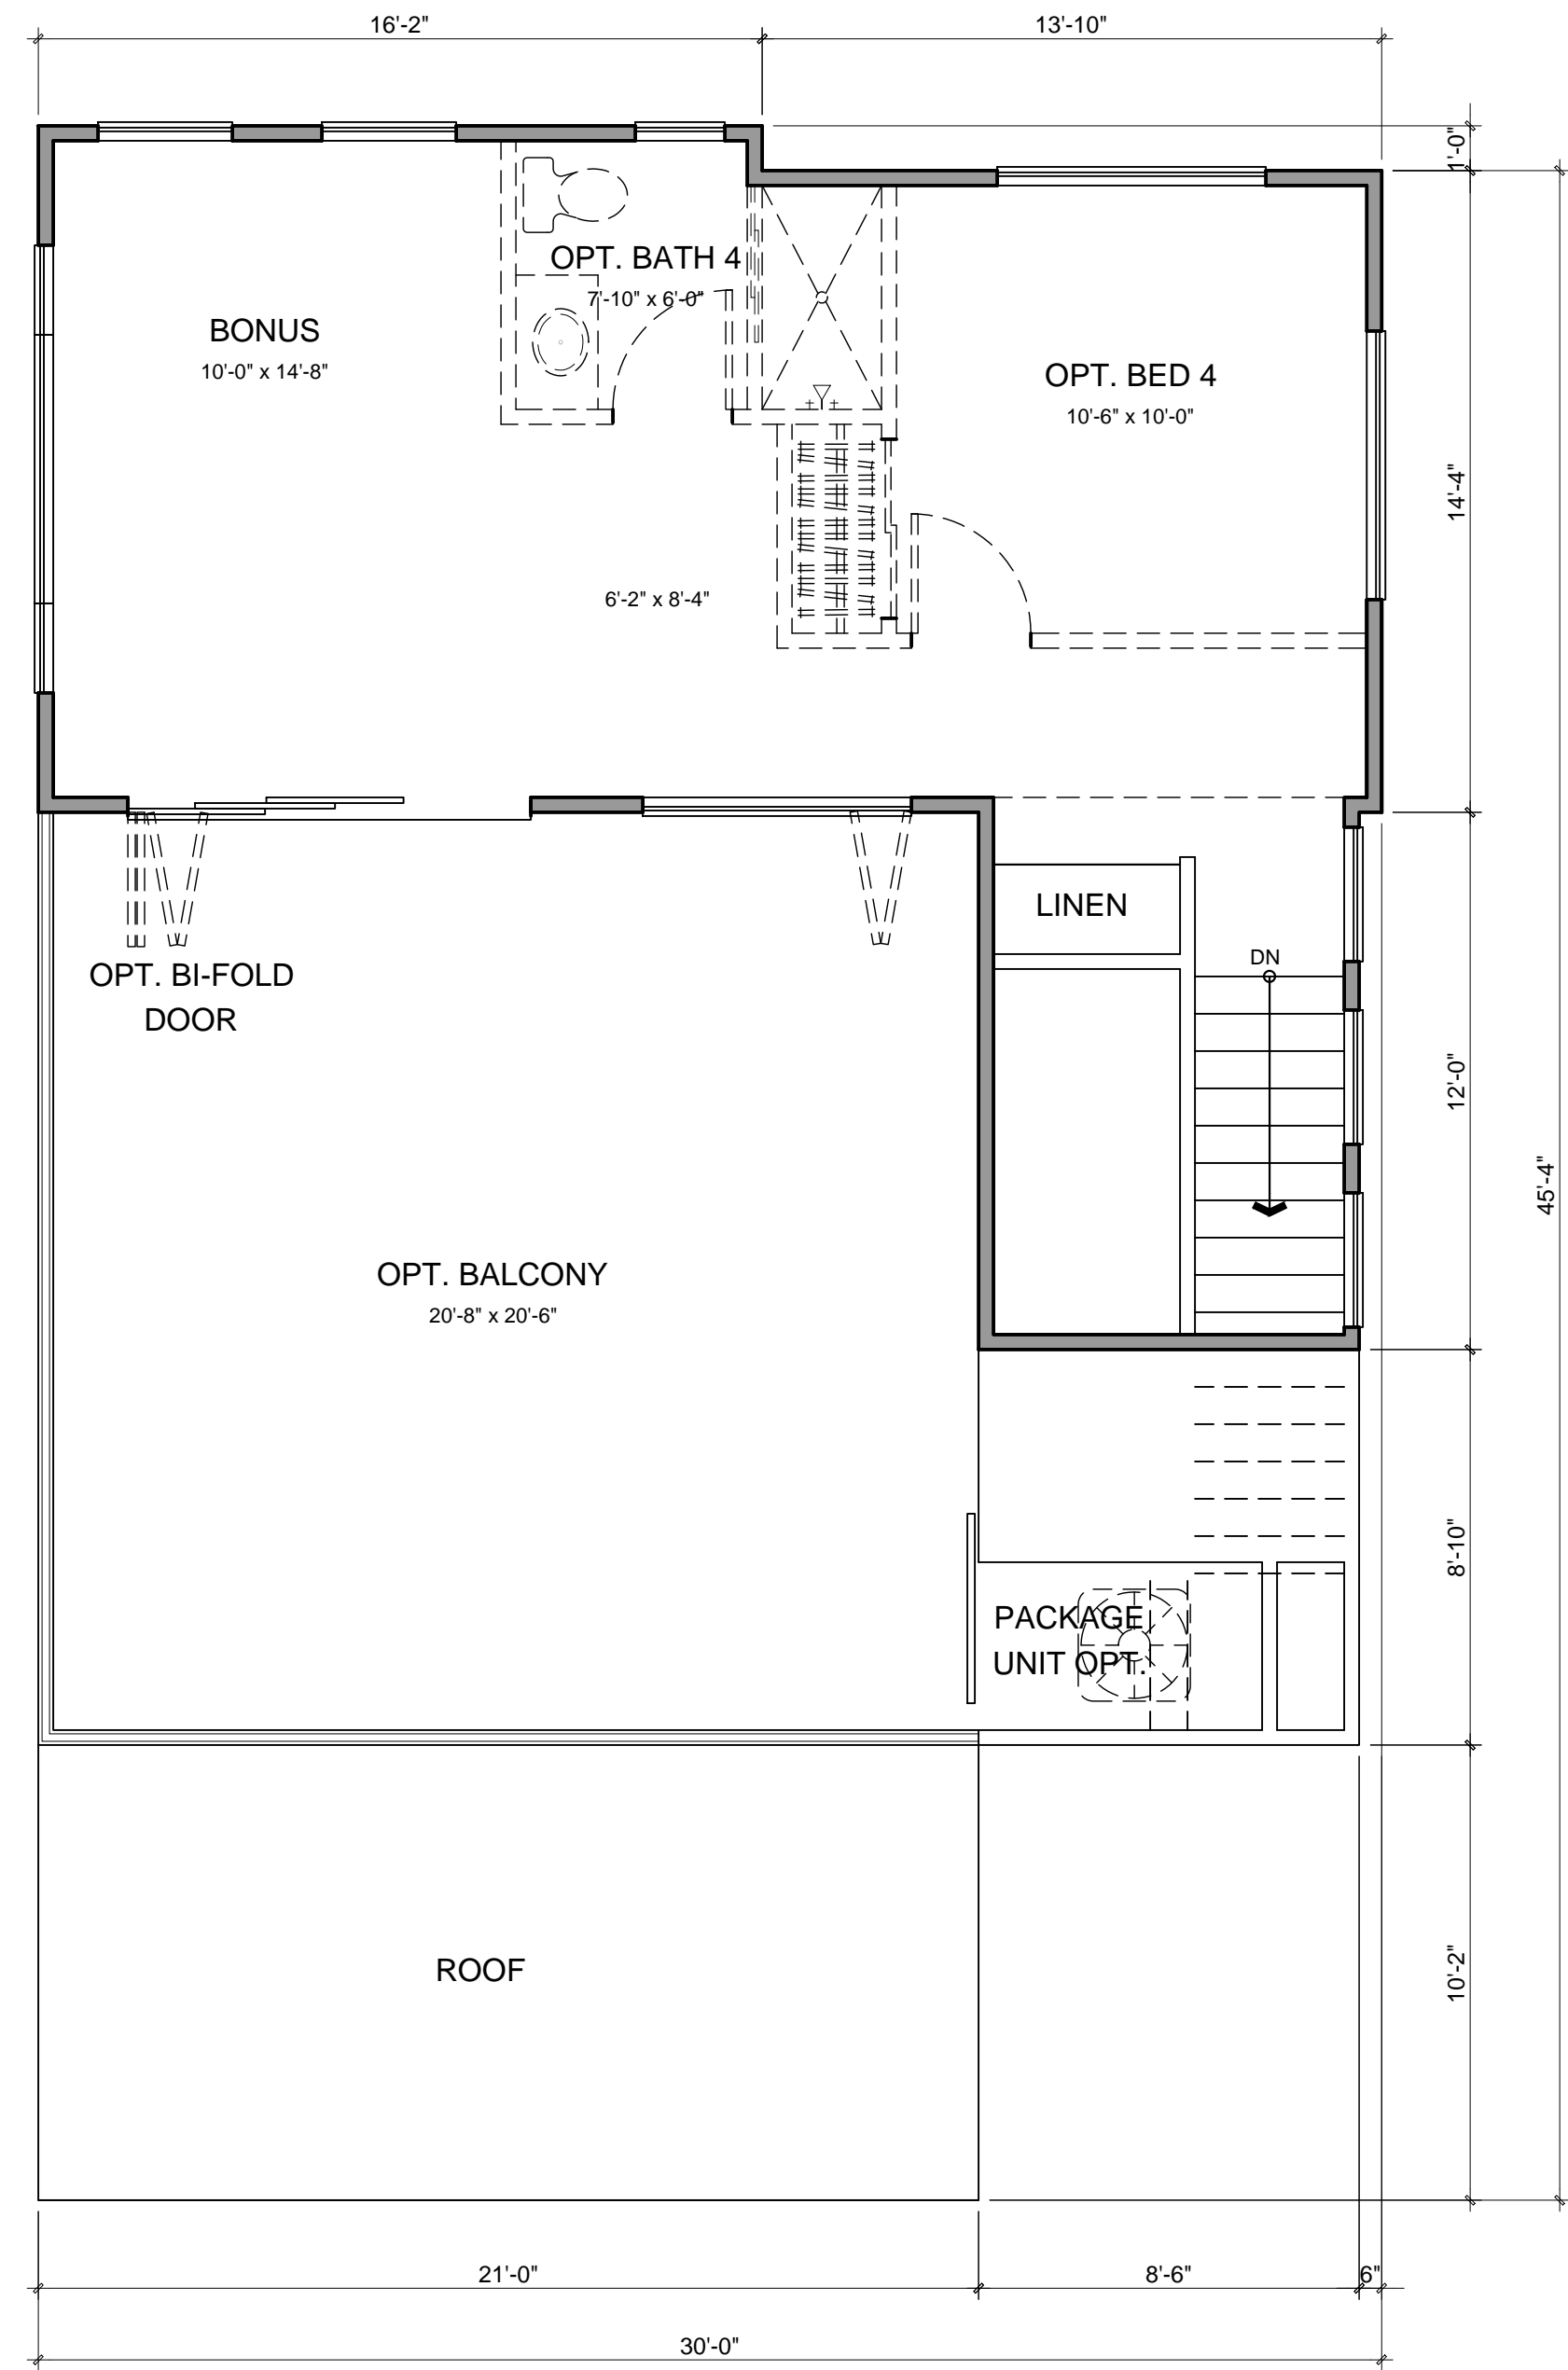 16'-2"
13'-10"
1'-0"
OPT. BATH 4
7'-10" x 6'-0"
BONUS
10'-0" x 14'-8"
OPT. BED 4
10'-6" x 10'-0"
14'-4"
6'-2" x 8'-4"
LINEN
DN
OPT. BI-FOLD
DOOR
12'-0"
45'-4"
OPT. BALCONY
20'-8" x 20'-6"
8'-10"
PACKAGE
UNIT OPT.
ROOF
10'-2"
21'-0"
8'-6"
6"
30'-0"